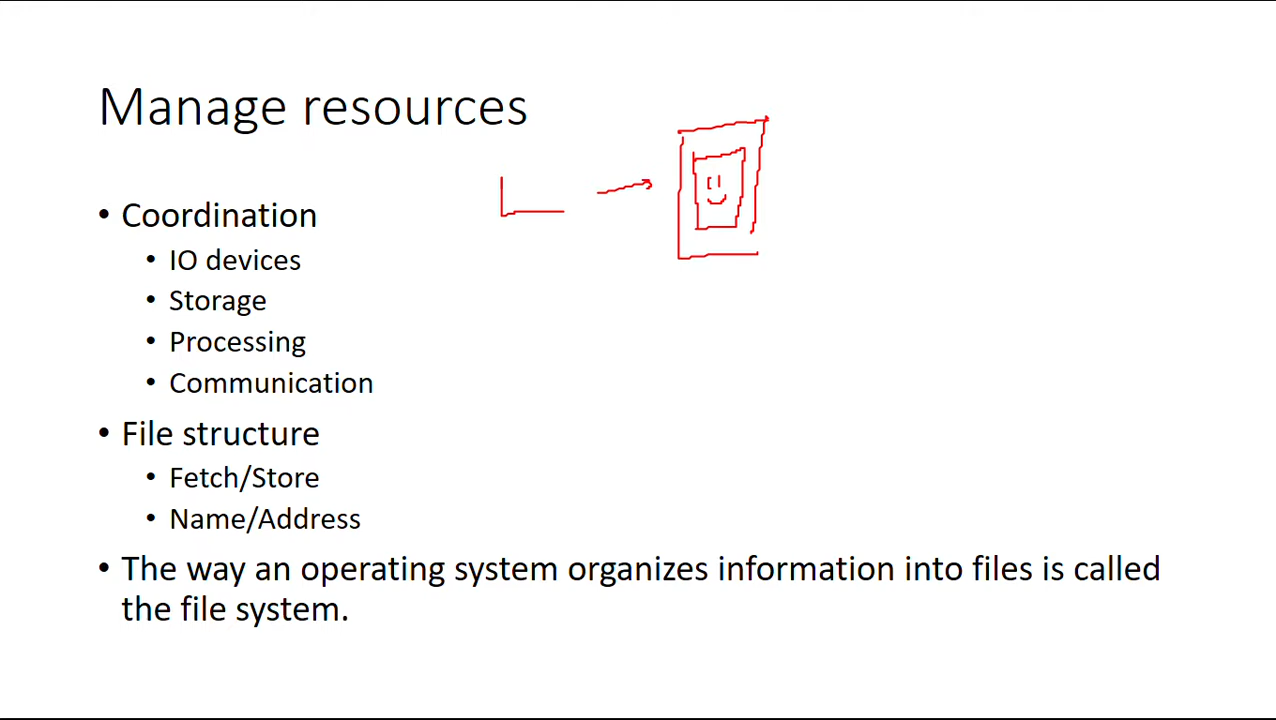 Manage resources
• Coordination
• IO devices
• Storage
• Processing
• Communication
• File structure
• Fetch/Store
• Name/Address
• The way an operating system organizes information into files is called
the file system.